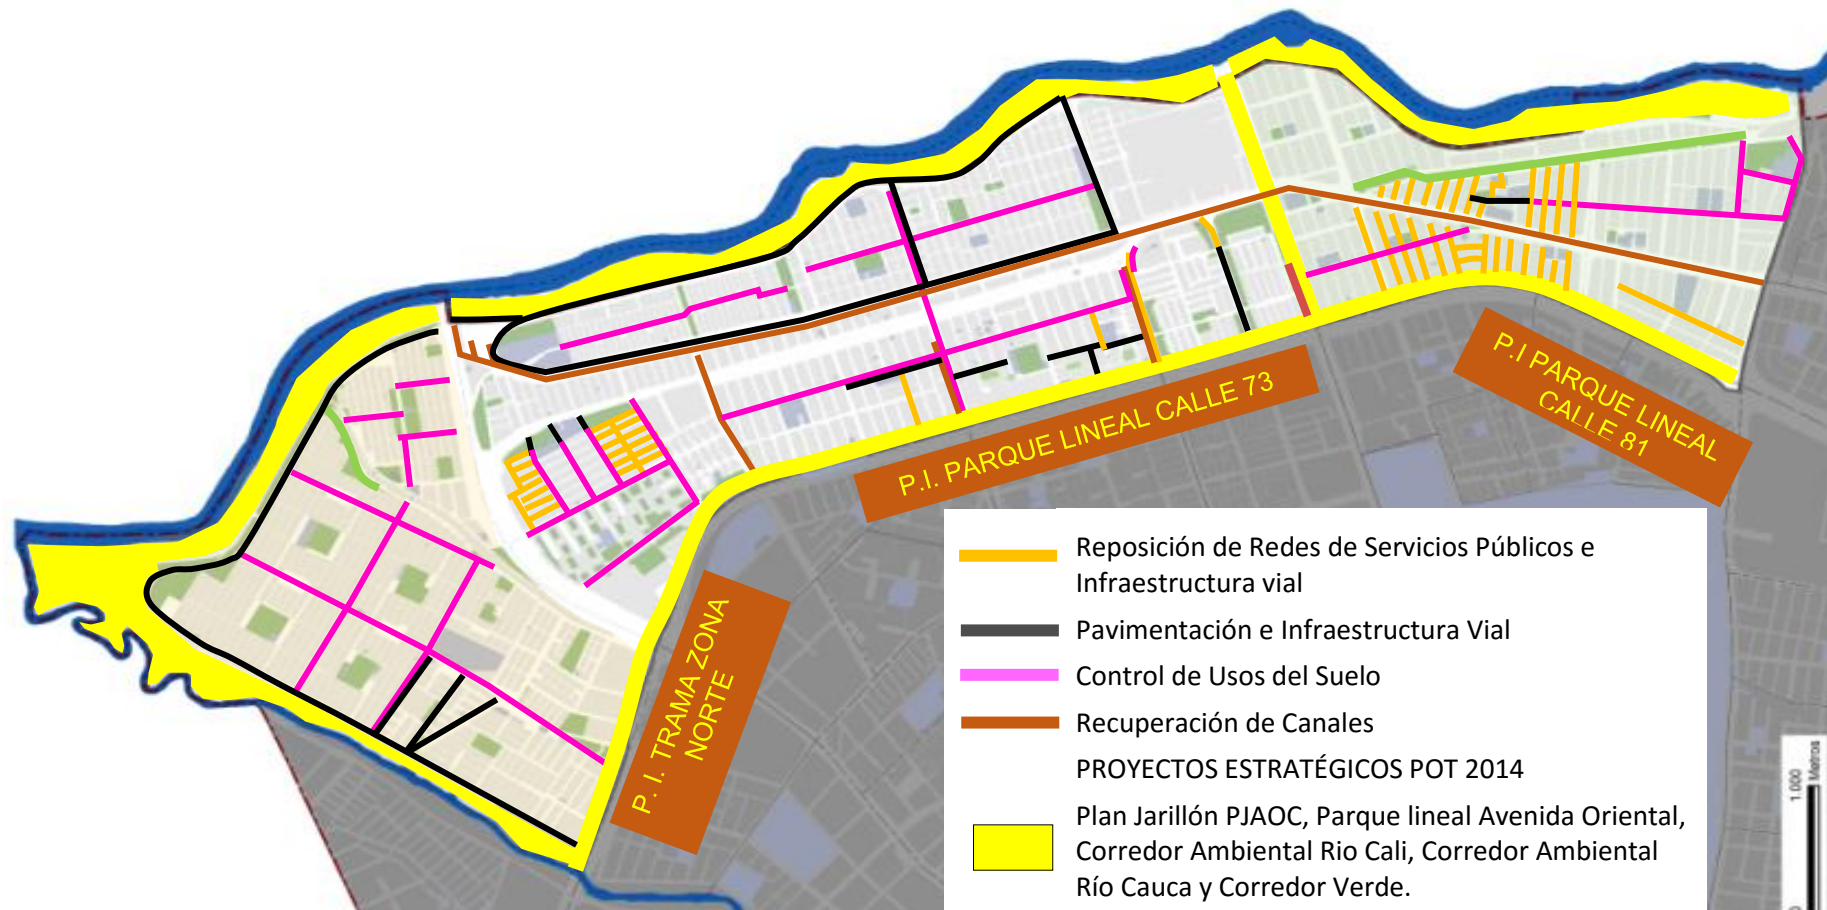 P.I PARQUE LINEAL
CALLE 81
P.I. PARQUE LINEAL CALLE 73
P. I. TRAMA ZONA
NORTE
Reposición de Redes de Servicios Públicos e
Infraestructura vial
Pavimentación e Infraestructura Vial
Control de Usos del Suelo
Recuperación de Canales
PROYECTOS ESTRATÉGICOS POT 2014
Plan Jarillón PJAOC, Parque lineal Avenida Oriental,
Corredor Ambiental Rio Cali, Corredor Ambiental
Río Cauca y Corredor Verde.
1.000
Metros
0